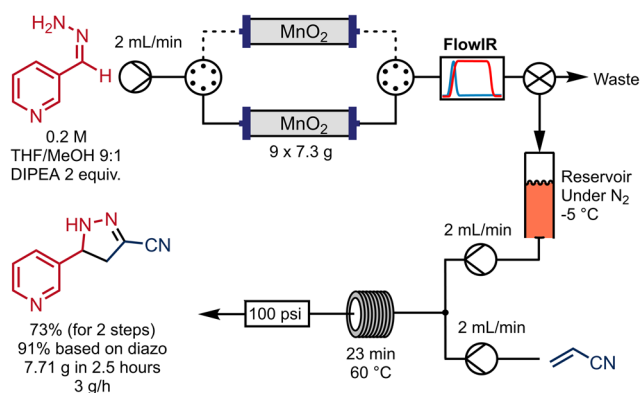 H₂N
N
H
N
0.2 M
THF/MeOH 9:1
DIPEA 2 equiv.
2 mL/min
MnO₂
MnO₂
9 x 7.3 g
FlowIR
Waste
Reservoir
Under N₂
-5 °C
2 mL/min
2 mL/min
CN
23 min
60 °C
100 psi
HN
N
CN
N
73% (for 2 steps)
91% based on diazo
7.71 g in 2.5 hours
3 g/h